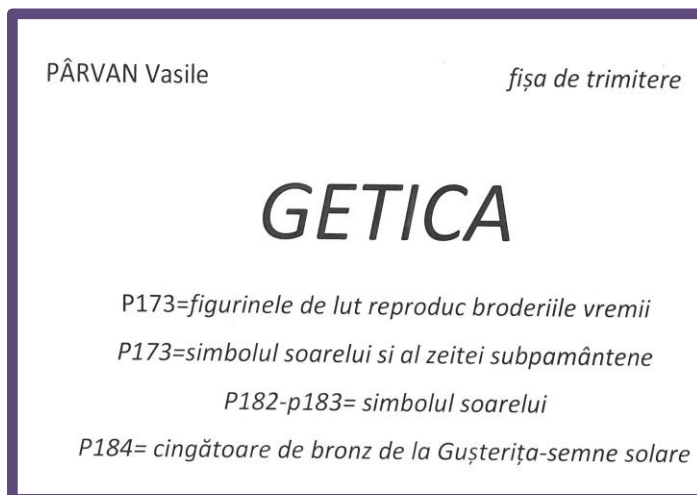 PÂRVAN Vasile fișa de trimitere
GETICA
P173=figurinele de lut reproduc broderiile vremii
P173=simbolul soarelui si al zeitei subpamântene
P182-p183= simbolul soarelui
P184= cingătoare de bronz de la Gușterița-semne solare